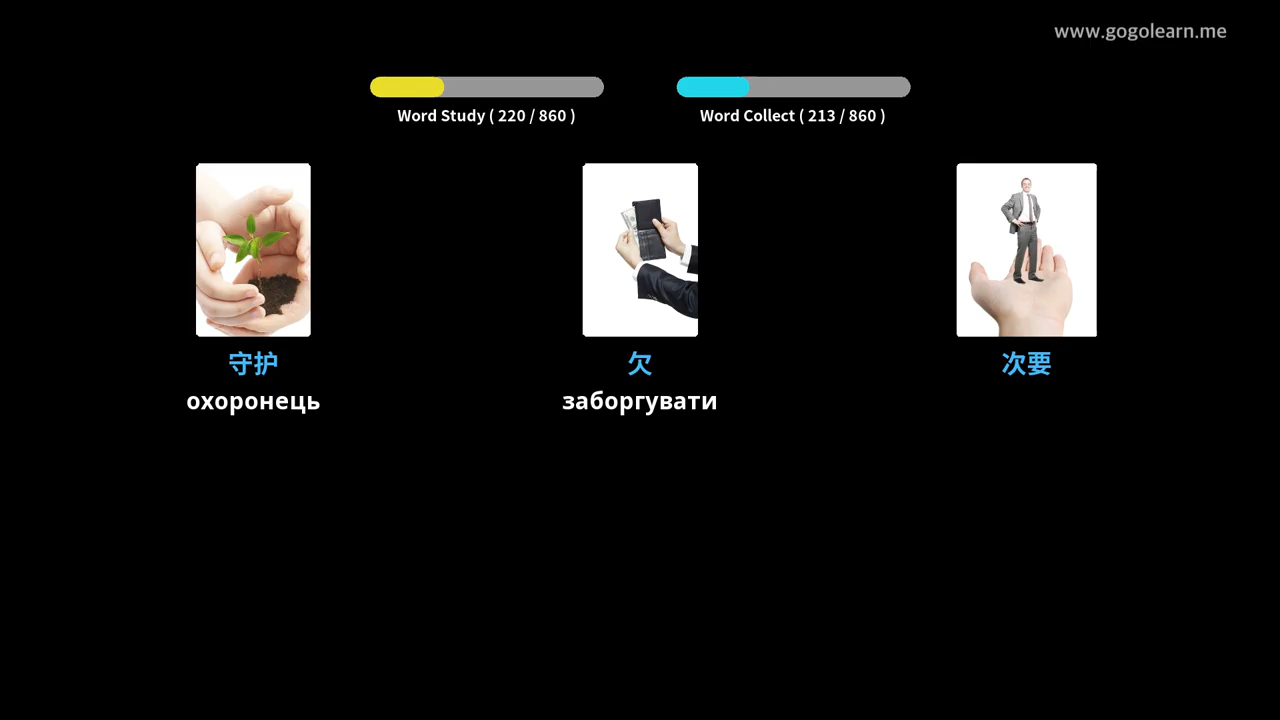 www.gogolearn.me
Word Study ( 220 / 860 )
Word Collect ( 213 / 860 )
守护
охоронець
欠
заборгувати
次要